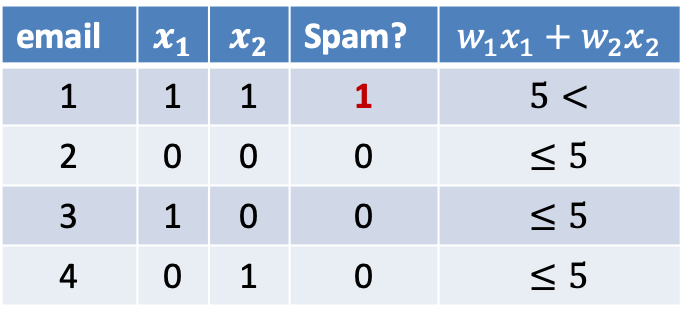 email x₁ x₂ Spam? w₁x₁ + w₂x₂
1 1 1 1 5 <
2 0 0 0 ≤ 5
3 1 0 0 ≤ 5
4 0 1 0 ≤ 5